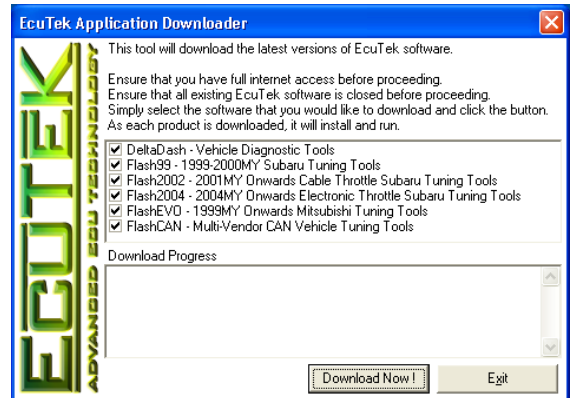 EcuTek Application Downloader
ECUTEK
ADVANCED ECU TECHNOLOGY
This tool will download the latest versions of EcuTek software.
Ensure that you have full internet access before proceeding.
Ensure that all existing EcuTek software is closed before proceeding.
Simply select the software that you would like to download and click the button.
As each product is downloaded, it will install and run.
DeltaDash - Vehicle Diagnostic Tools
Flash99 - 1999-2000MY Subaru Tuning Tools
Flash2002 - 2001MY Onwards Cable Throttle Subaru Tuning Tools
Flash2004 - 2004MY Onwards Electronic Throttle Subaru Tuning Tools
FlashEVO - 1999MY Onwards Mitsubishi Tuning Tools
FlashCAN - Multi-Vendor CAN Vehicle Tuning Tools
Download Progress
Download Now !
Exit